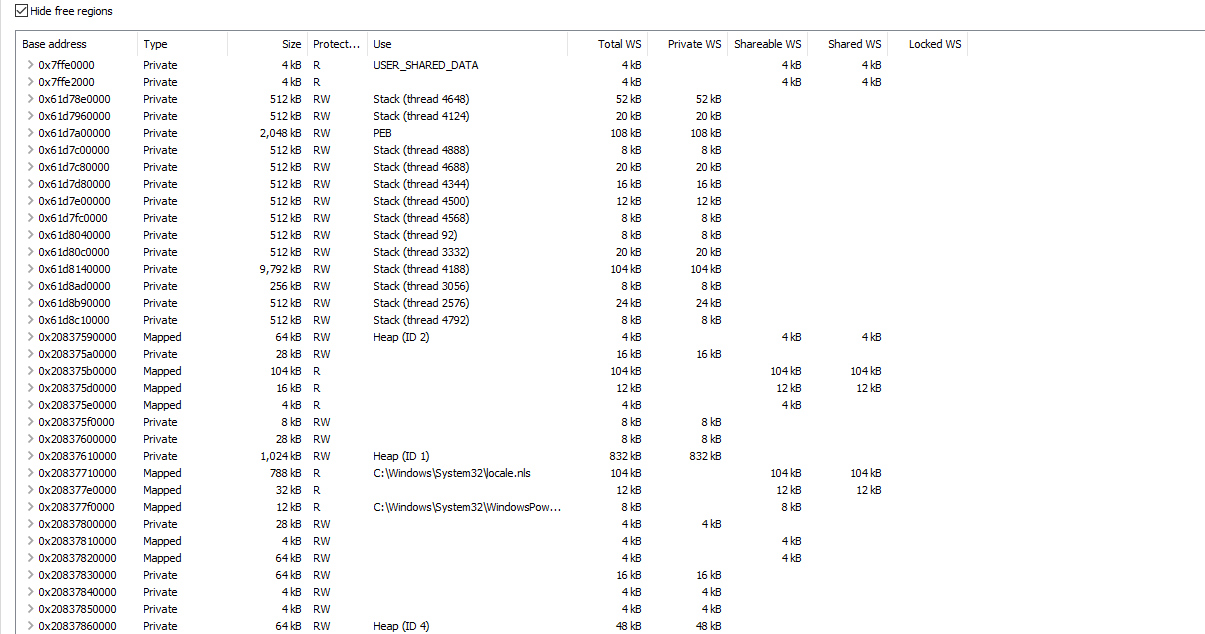 Hide free regions
Base address Type Size Protect... Use Total WS Private WS Shareable WS Shared WS Locked WS
0x7ffe0000 Private 4 kB R USER_SHARED_DATA 4 kB 4 kB 4 kB
0x7ffe2000 Private 4 kB R 4 kB 4 kB 4 kB
0x61d78e0000 Private 512 kB RW Stack (thread 4648) 52 kB 52 kB
0x61d7960000 Private 512 kB RW Stack (thread 4124) 20 kB 20 kB
0x61d7a00000 Private 2,048 kB RW PEB 108 kB 108 kB
0x61d7c00000 Private 512 kB RW Stack (thread 4888) 8 kB 8 kB
0x61d7c80000 Private 512 kB RW Stack (thread 4688) 20 kB 20 kB
0x61d7d80000 Private 512 kB RW Stack (thread 4344) 16 kB 16 kB
0x61d7e00000 Private 512 kB RW Stack (thread 4500) 12 kB 12 kB
0x61d7fc0000 Private 512 kB RW Stack (thread 4568) 8 kB 8 kB
0x61d8040000 Private 512 kB RW Stack (thread 92) 8 kB 8 kB
0x61d80c0000 Private 512 kB RW Stack (thread 3332) 20 kB 20 kB
0x61d8140000 Private 9,792 kB RW Stack (thread 4188) 104 kB 104 kB
0x61d8ad0000 Private 256 kB RW Stack (thread 3056) 8 kB 8 kB
0x61d8b90000 Private 512 kB RW Stack (thread 2576) 24 kB 24 kB
0x61d8c10000 Private 512 kB RW Stack (thread 4792) 8 kB 8 kB
0x20837590000 Mapped 64 kB RW Heap (ID 2) 4 kB 4 kB 4 kB
0x208375a0000 Private 28 kB RW 16 kB 16 kB
0x208375b0000 Mapped 104 kB R 104 kB 104 kB 104 kB
0x208375d0000 Mapped 16 kB R 12 kB 12 kB 12 kB
0x208375e0000 Mapped 4 kB R 4 kB 4 kB
0x208375f0000 Private 8 kB RW 8 kB 8 kB
0x20837600000 Private 28 kB RW 8 kB 8 kB
0x20837610000 Private 1,024 kB RW Heap (ID 1) 832 kB 832 kB
0x20837710000 Mapped 788 kB R C:\Windows\System32\locale.nls 104 kB 104 kB 104 kB
0x208377e0000 Mapped 32 kB R 12 kB 12 kB 12 kB
0x208377f0000 Mapped 12 kB R C:\Windows\System32\WindowsPow... 8 kB 8 kB
0x20837800000 Private 28 kB RW 4 kB 4 kB
0x20837810000 Mapped 4 kB RW 4 kB 4 kB
0x20837820000 Mapped 64 kB RW 4 kB 4 kB
0x20837830000 Private 64 kB RW 16 kB 16 kB
0x20837840000 Private 4 kB RW 4 kB 4 kB
0x20837850000 Private 4 kB RW 4 kB 4 kB
0x20837860000 Private 64 kB RW Heap (ID 4) 48 kB 48 kB